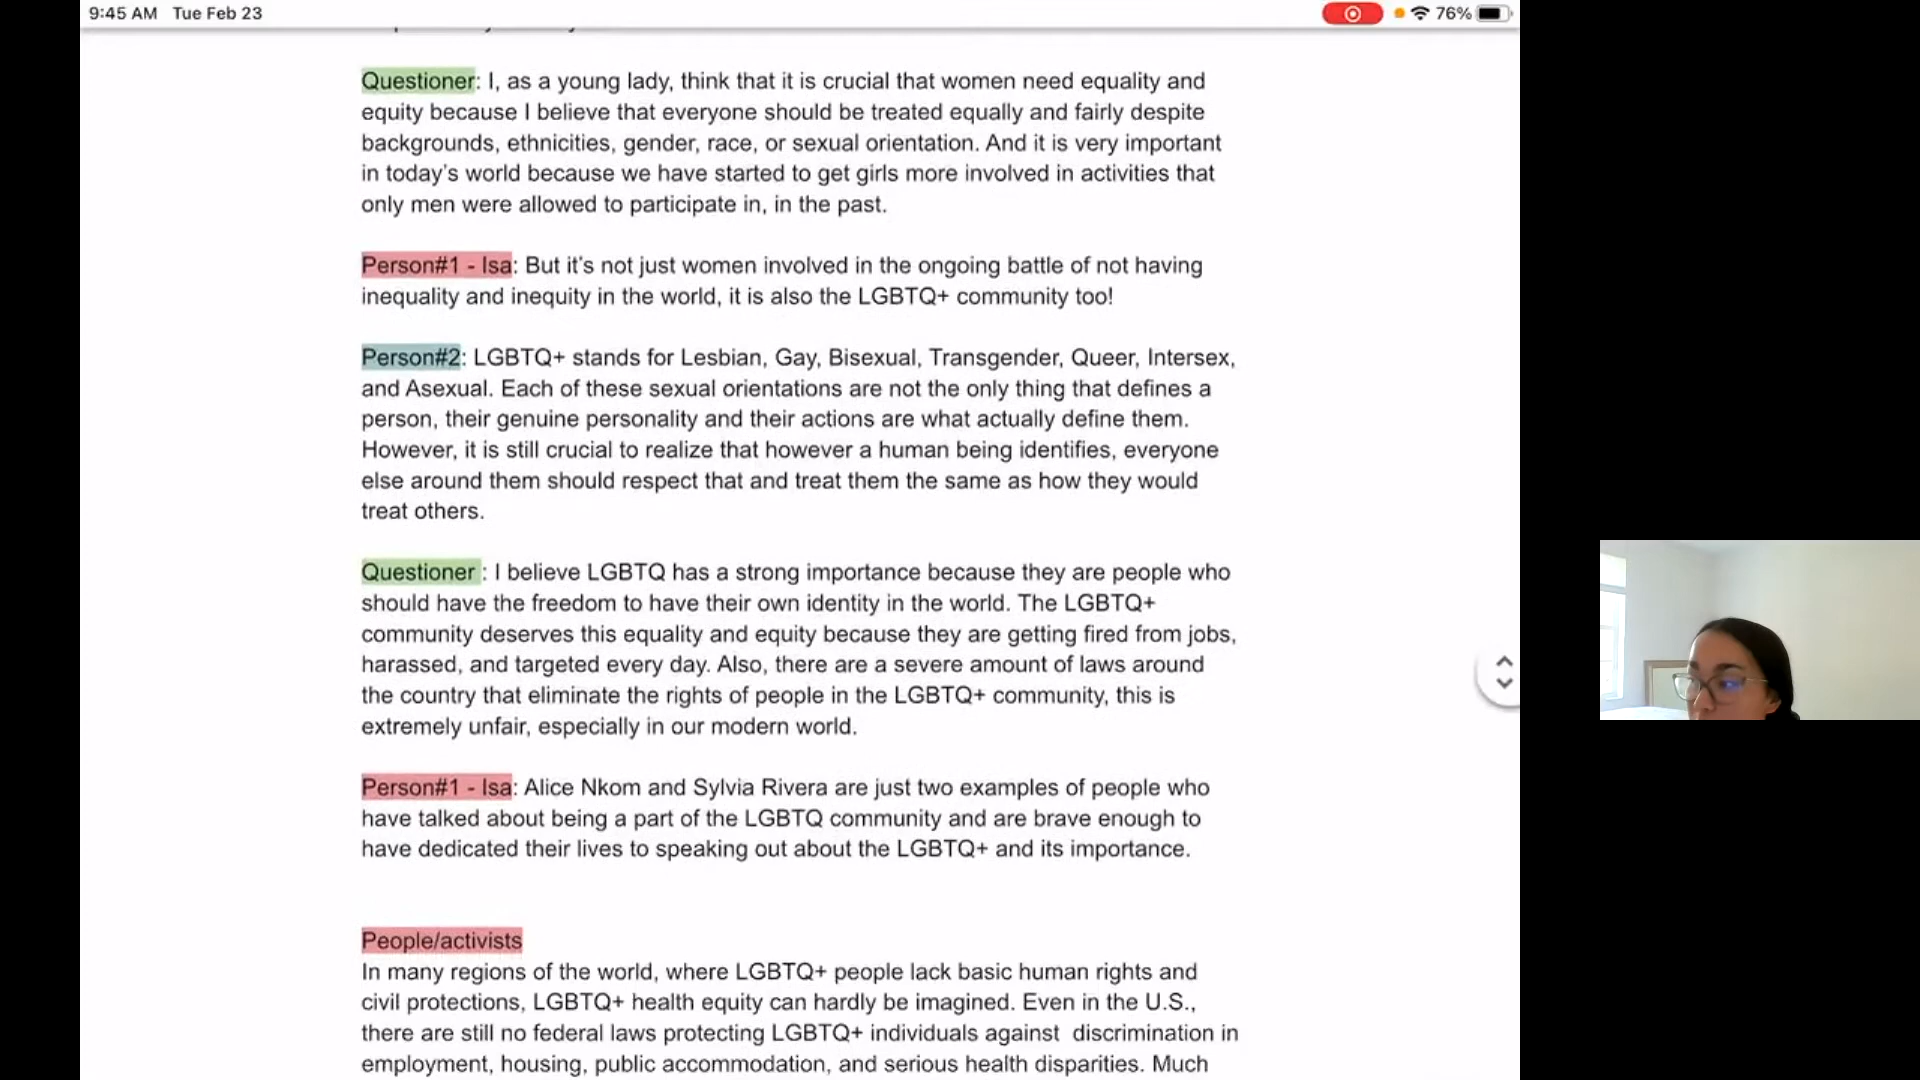 9:45 AM Tue Feb 23
76%
Questioner: I, as a young lady, think that it is crucial that women need equality and
equity because I believe that everyone should be treated equally and fairly despite
backgrounds, ethnicities, gender, race, or sexual orientation. And it is very important
in today's world because we have started to get girls more involved in activities that
only men were allowed to participate in, in the past.
Person#1 - Isa: But it's not just women involved in the ongoing battle of not having
inequality and inequity in the world, it is also the LGBTQ+ community too!
Person#2: LGBTQ+ stands for Lesbian, Gay, Bisexual, Transgender, Queer, Intersex,
and Asexual. Each of these sexual orientations are not the only thing that defines a
person, their genuine personality and their actions are what actually define them.
However, it is still crucial to realize that however a human being identifies, everyone
else around them should respect that and treat them the same as how they would
treat others.
Questioner : I believe LGBTQ has a strong importance because they are people who
should have the freedom to have their own identity in the world. The LGBTQ+
community deserves this equality and equity because they are getting fired from jobs,
harassed, and targeted every day. Also, there are a severe amount of laws around
the country that eliminate the rights of people in the LGBTQ+ community, this is
extremely unfair, especially in our modern world.
Person#1 - Isa: Alice Nkom and Sylvia Rivera are just two examples of people who
have talked about being a part of the LGBTQ community and are brave enough to
have dedicated their lives to speaking out about the LGBTQ+ and its importance.
People/activists
In many regions of the world, where LGBTQ+ people lack basic human rights and
civil protections, LGBTQ+ health equity can hardly be imagined. Even in the U.S.,
there are still no federal laws protecting LGBTQ+ individuals against  discrimination in
employment, housing, public accommodation, and serious health disparities. Much